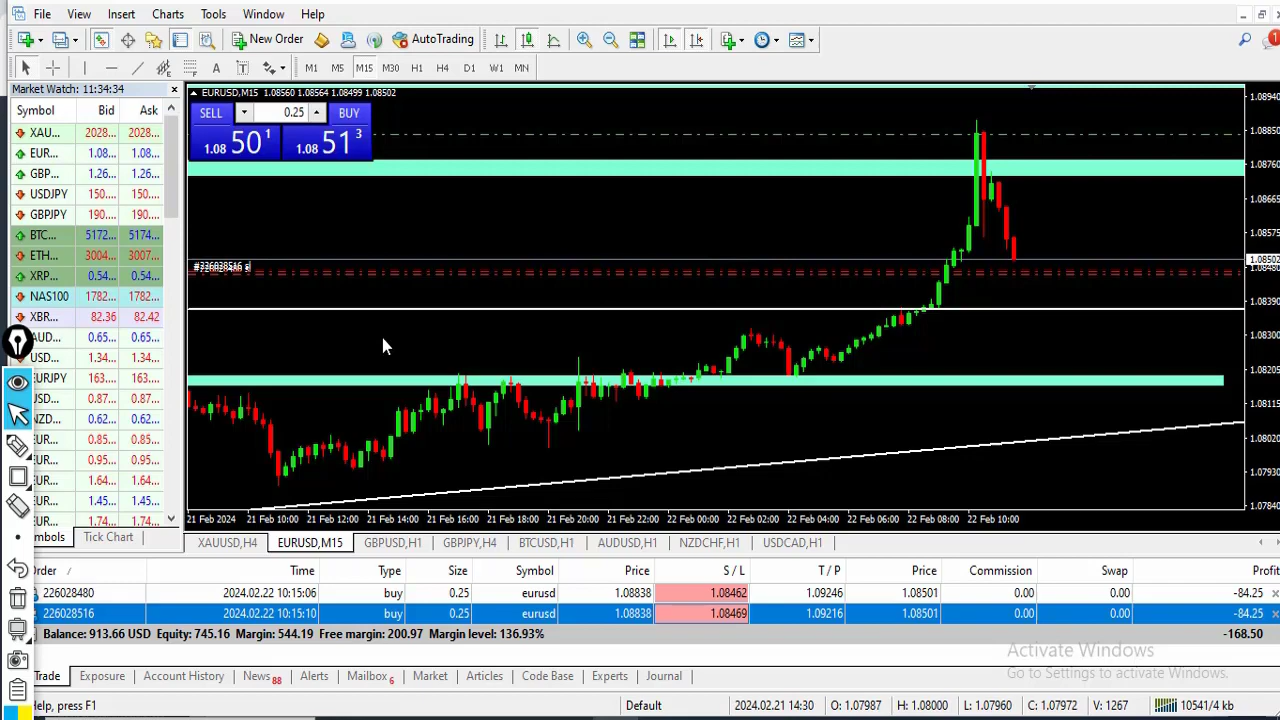 File View Insert Charts Tools Window Help
New Order AutoTrading 1
A T M1 M5 M15 M30 H1 H4 D1 W1 MN
Market Watch: 11:34:34
Symbol Bid Ask
XAU... 2028... 2028...
EUR... 1.08... 1.08...
GBP... 1.26... 1.26...
USDJPY 150.... 150....
GBPJPY 190.... 190....
BTC... 5172... 5174...
ETH... 3004... 3007...
XRP... 0.54... 0.54...
NAS100 1782... 1782...
XBR... 82.36 82.42
AUD... 0.65... 0.65...
USD... 1.34... 1.34...
EURJPY 163.... 163....
SD... 0.87... 0.87...
NZD... 0.62... 0.62...
EUR... 0.85... 0.85...
EUR... 0.95... 0.95...
EUR... 1.64... 1.64...
EUR... 1.45... 1.45...
EUR... 1.74... 1.74...
mbols Tick Chart
EURUSD,M15 1.08560 1.08564 1.08499 1.08502
SELL 0.25 BUY
1.08 50 1 1.08 51 3
1.08940
1.08850
1.08760
1.08665
1.08575
1.08502
1.08480
1.08390
1.08300
1.08205
1.08115
1.08020
1.07930
1.07840
21 Feb 2024 21 Feb 10:00 21 Feb 12:00 21 Feb 14:00 21 Feb 16:00 21 Feb 18:00 21 Feb 20:00 21 Feb 22:00 22 Feb 00:00 22 Feb 02:00 22 Feb 04:00 22 Feb 06:00 22 Feb 08:00 22 Feb 10:00
XAUUSD,H4 EURUSD,M15 GBPUSD,H1 GBPJPY,H4 BTCUSD,H1 AUDUSD,H1 NZDCHF,H1 USDCAD,H1
Order / Time Type Size Symbol Price S / L T / P Price Commission Swap Profit
226028480 2024.02.22 10:15:06 buy 0.25 eurusd 1.08838 1.08462 1.09246 1.08501 0.00 0.00 -84.25
226028516 2024.02.22 10:15:10 buy 0.25 eurusd 1.08838 1.08469 1.09216 1.08501 0.00 0.00 -84.25
Balance: 913.66 USD Equity: 745.16 Margin: 544.19 Free margin: 200.97 Margin level: 136.93% -168.50
Activate Windows
Go to Settings to activate Windows.
Trade Exposure Account History News 88 Alerts Mailbox 6 Market Articles Code Base Experts Journal
Help, press F1 Default 2024.02.21 14:30 O: 1.07987 H: 1.08000 L: 1.07960 C: 1.07972 V: 1267 10541/4 kb